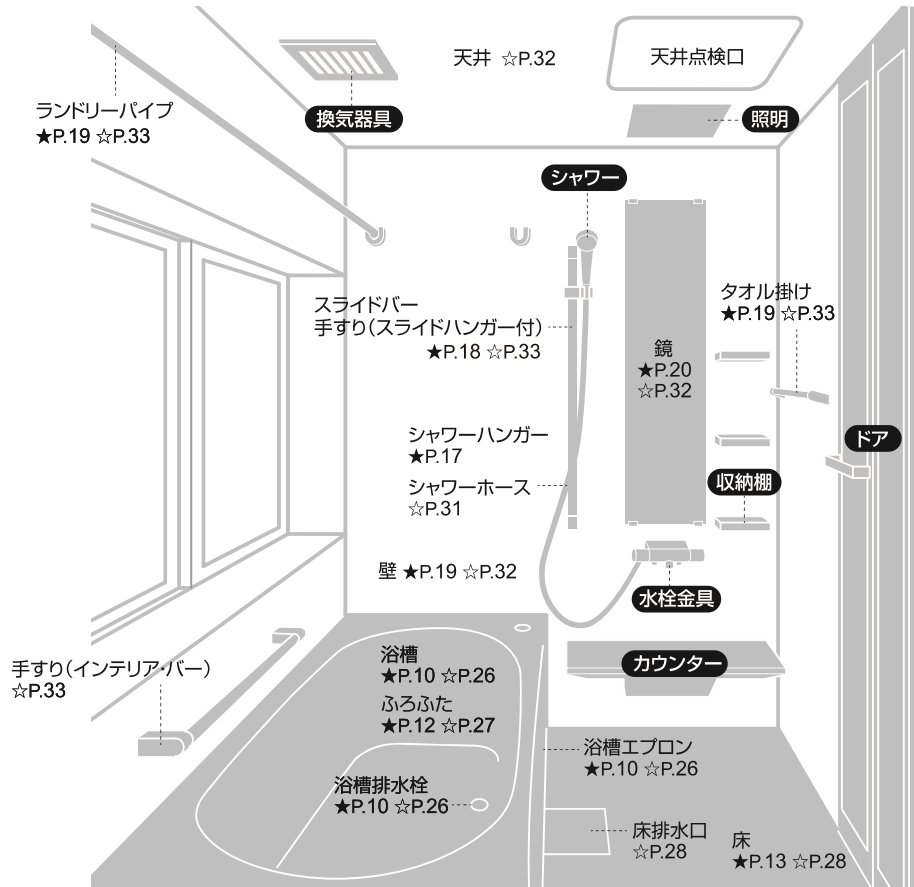 天井 ☆P.32
天井点検口
ランドリーパイプ
★P.19 ☆P.33
換気器具
照明
シャワー
スライドバー
手すり（スライドハンガー付）
★P.18 ☆P.33
タオル掛け
★P.19 ☆P.33
鏡
★P.20
☆P.32
シャワーハンガー
★P.17
ドア
シャワーホース
☆P.31
収納棚
壁 ★P.19 ☆P.32
水栓金具
手すり（インテリア・バー）
☆P.33
浴槽
★P.10 ☆P.26
カウンター
ふろふた
★P.12 ☆P.27
浴槽エプロン
★P.10 ☆P.26
浴槽排水栓
★P.10 ☆P.26
床排水口
☆P.28
床
★P.13 ☆P.28